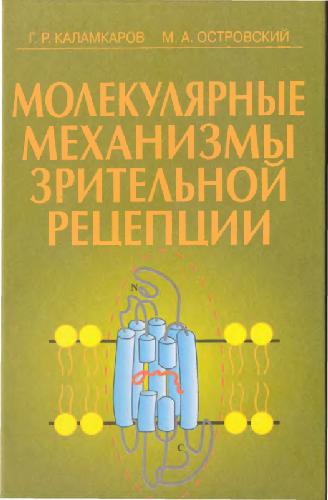 Г. Р. КАЛАМКАРОВ М. А. ОСТРОВСКИЙ
МОЛЕКУЛЯРНЫЕ
МЕХАНИЗМЫ
ЗРИТЕЛЬНОЙ
РЕЦЕПЦИИ
N
C